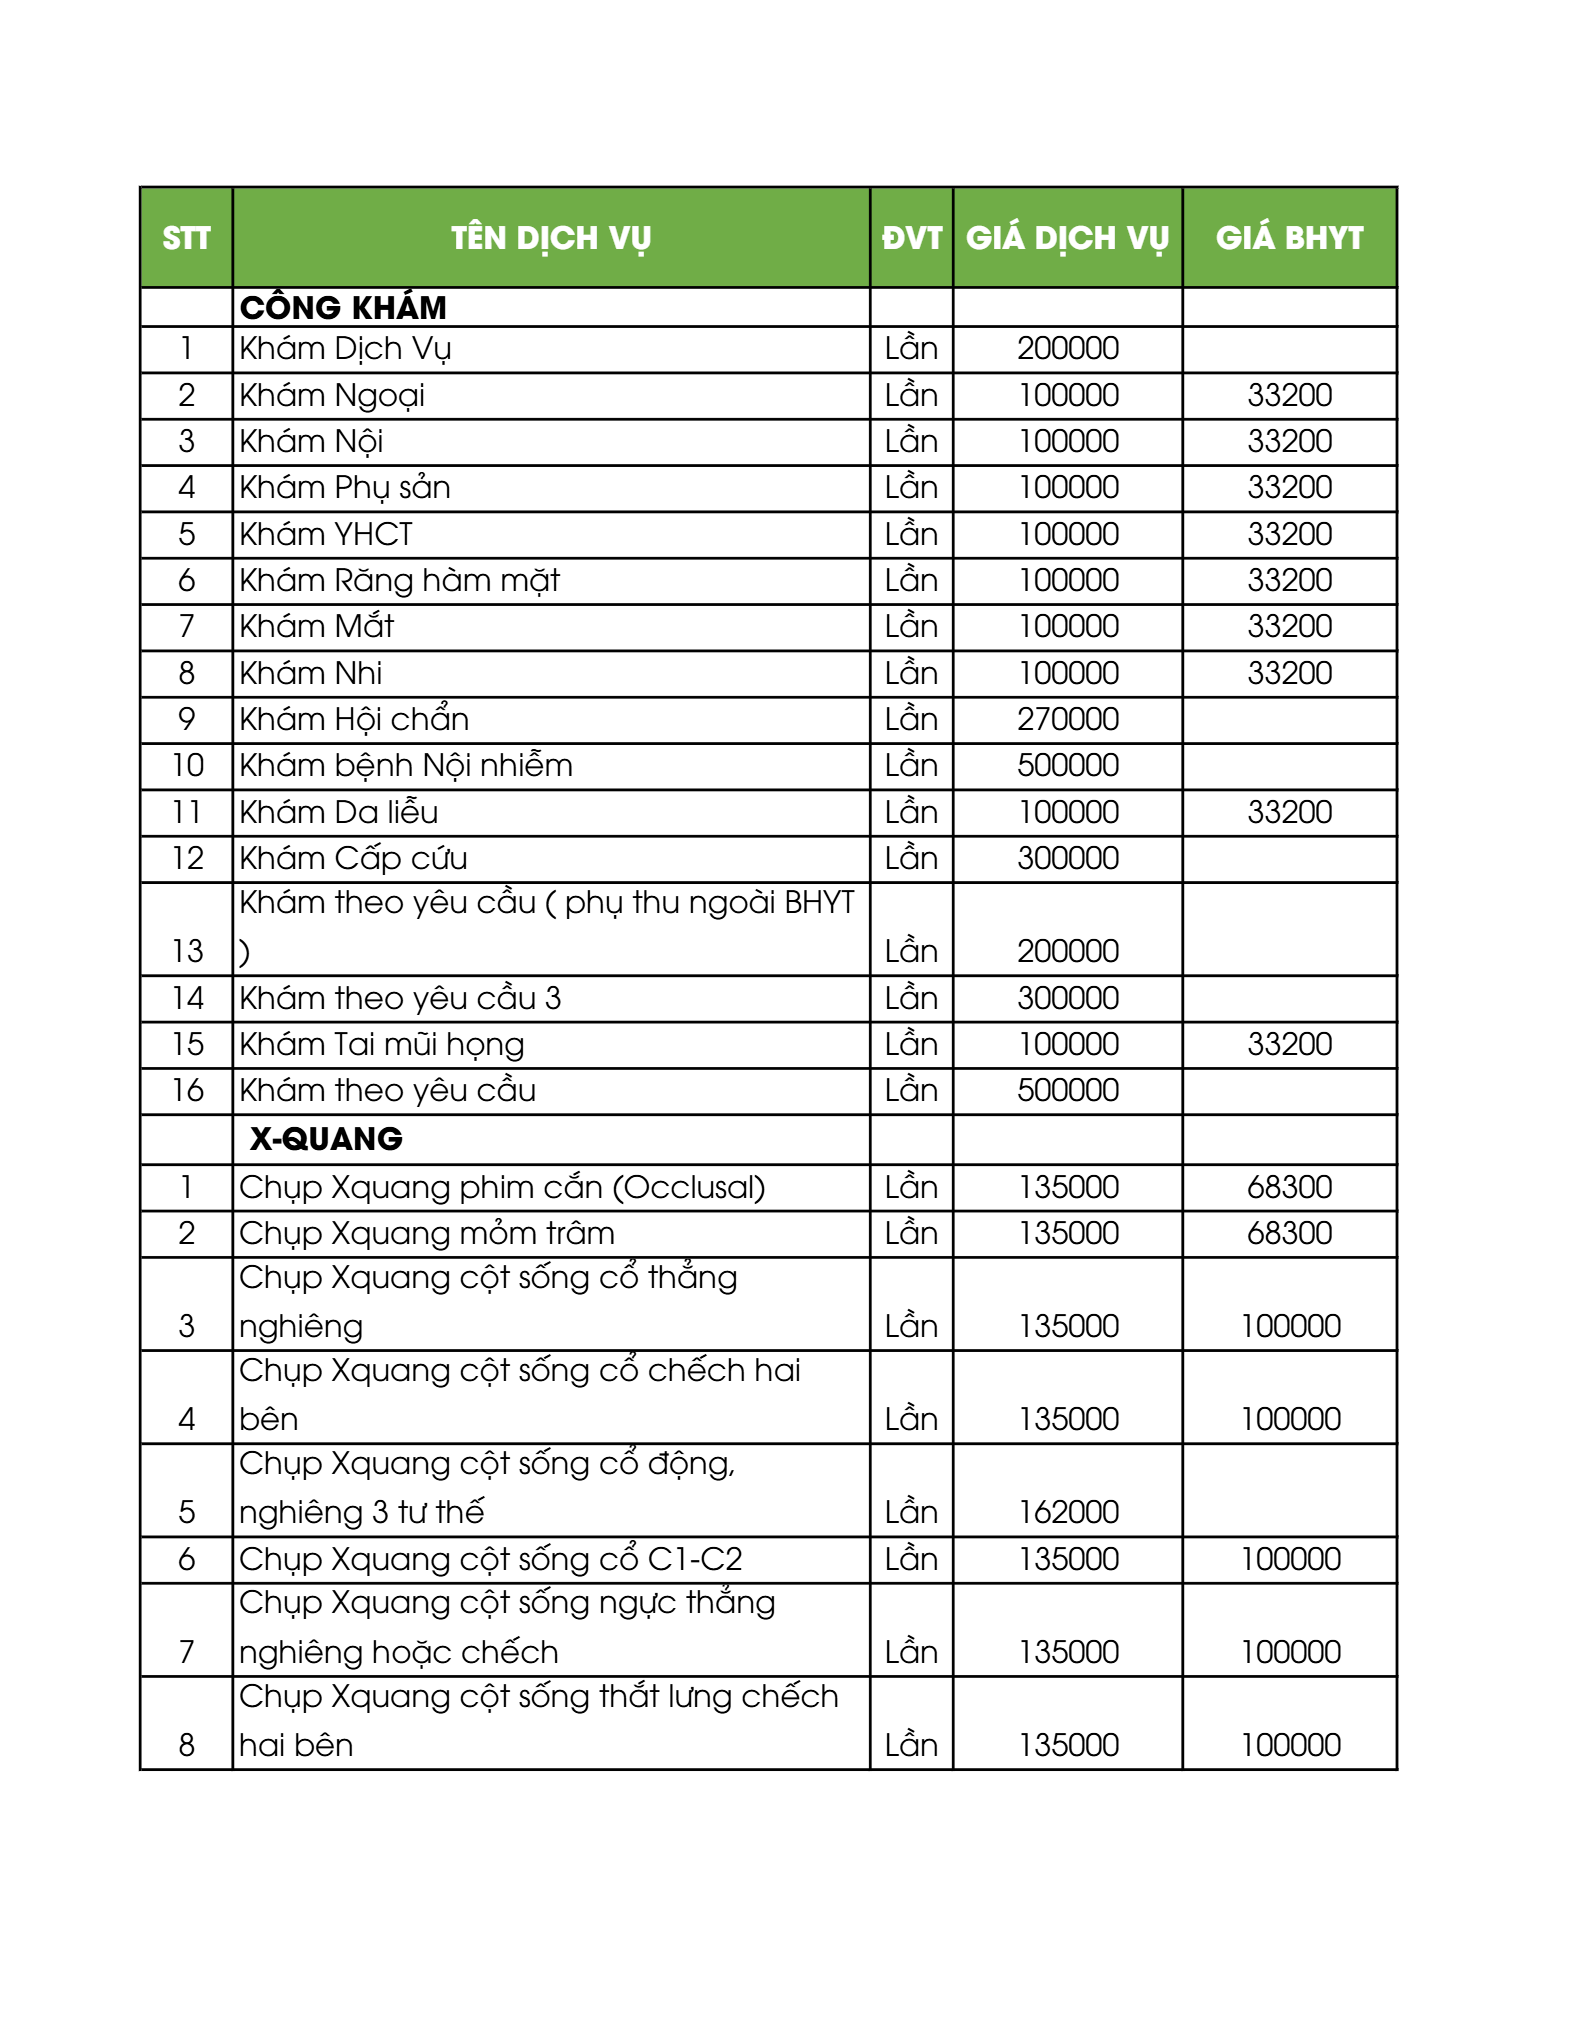 STT TÊN DỊCH VỤ ĐVT GIÁ DỊCH VỤ GIÁ BHYT
CÔNG KHÁM
1 Khám Dịch Vụ Lần 200000
2 Khám Ngoại Lần 100000 33200
3 Khám Nội Lần 100000 33200
4 Khám Phụ sản Lần 100000 33200
5 Khám YHCT Lần 100000 33200
6 Khám Răng hàm mặt Lần 100000 33200
7 Khám Mắt Lần 100000 33200
8 Khám Nhi Lần 100000 33200
9 Khám Hội chẩn Lần 270000
10 Khám bệnh Nội nhiễm Lần 500000
11 Khám Da liễu Lần 100000 33200
12 Khám Cấp cứu Lần 300000
Khám theo yêu cầu ( phụ thu ngoài BHYT
13 ) Lần 200000
14 Khám theo yêu cầu 3 Lần 300000
15 Khám Tai mũi họng Lần 100000 33200
16 Khám theo yêu cầu Lần 500000
X-QUANG
1 Chụp Xquang phim cắn (Occlusal) Lần 135000 68300
2 Chụp Xquang mỏm trâm Lần 135000 68300
Chụp Xquang cột sống cổ thẳng
3 nghiêng Lần 135000 100000
Chụp Xquang cột sống cổ chếch hai
4 bên Lần 135000 100000
Chụp Xquang cột sống cổ động,
5 nghiêng 3 tư thế Lần 162000
6 Chụp Xquang cột sống cổ C1-C2 Lần 135000 100000
Chụp Xquang cột sống ngực thẳng
7 nghiêng hoặc chếch Lần 135000 100000
Chụp Xquang cột sống thắt lưng chếch
8 hai bên Lần 135000 100000